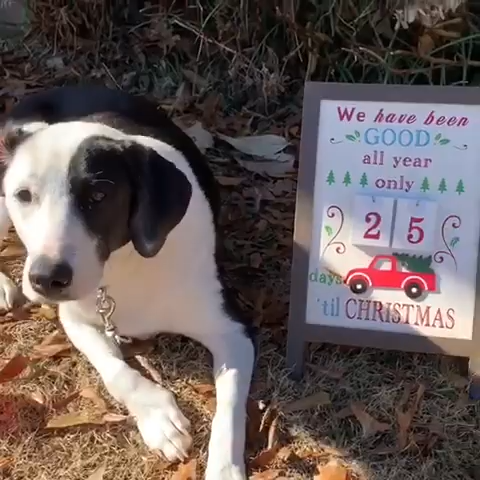 We have been
GOOD
all year
only
25
days
'til CHRISTMAS